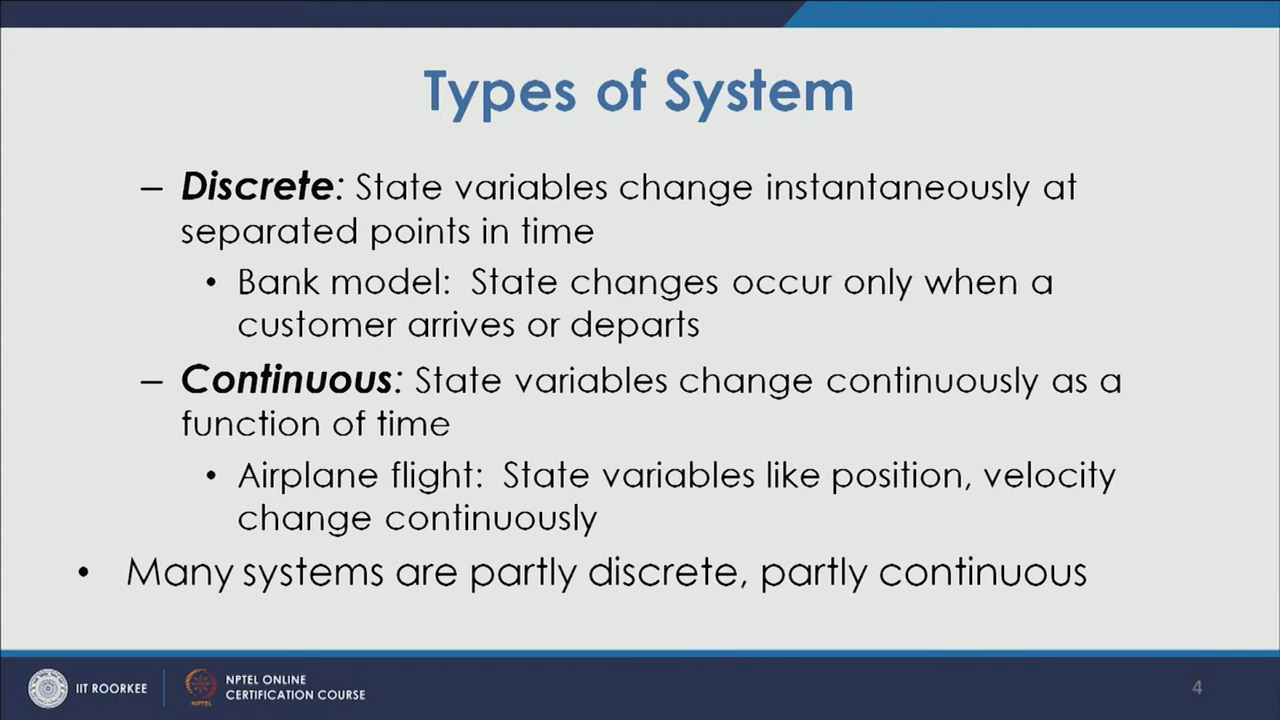 Types of System
– Discrete: State variables change instantaneously at
separated points in time
• Bank model: State changes occur only when a
customer arrives or departs
– Continuous: State variables change continuously as a
function of time
• Airplane flight: State variables like position, velocity
change continuously
• Many systems are partly discrete, partly continuous
IIT ROORKEE
NPTEL
NPTEL ONLINE
CERTIFICATION COURSE
4